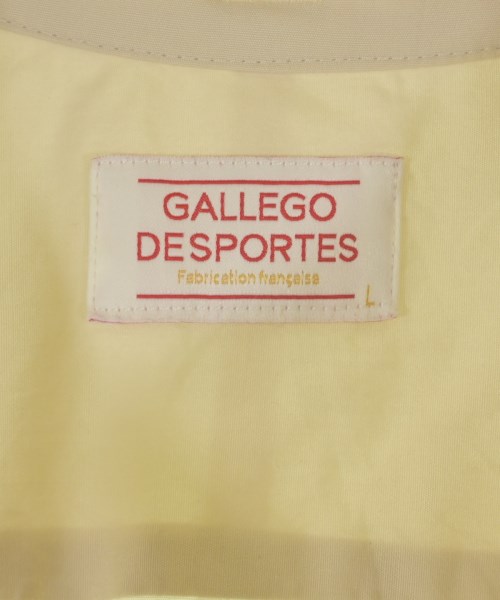 GALLEGO
DESPORTES
Fabrication française
L